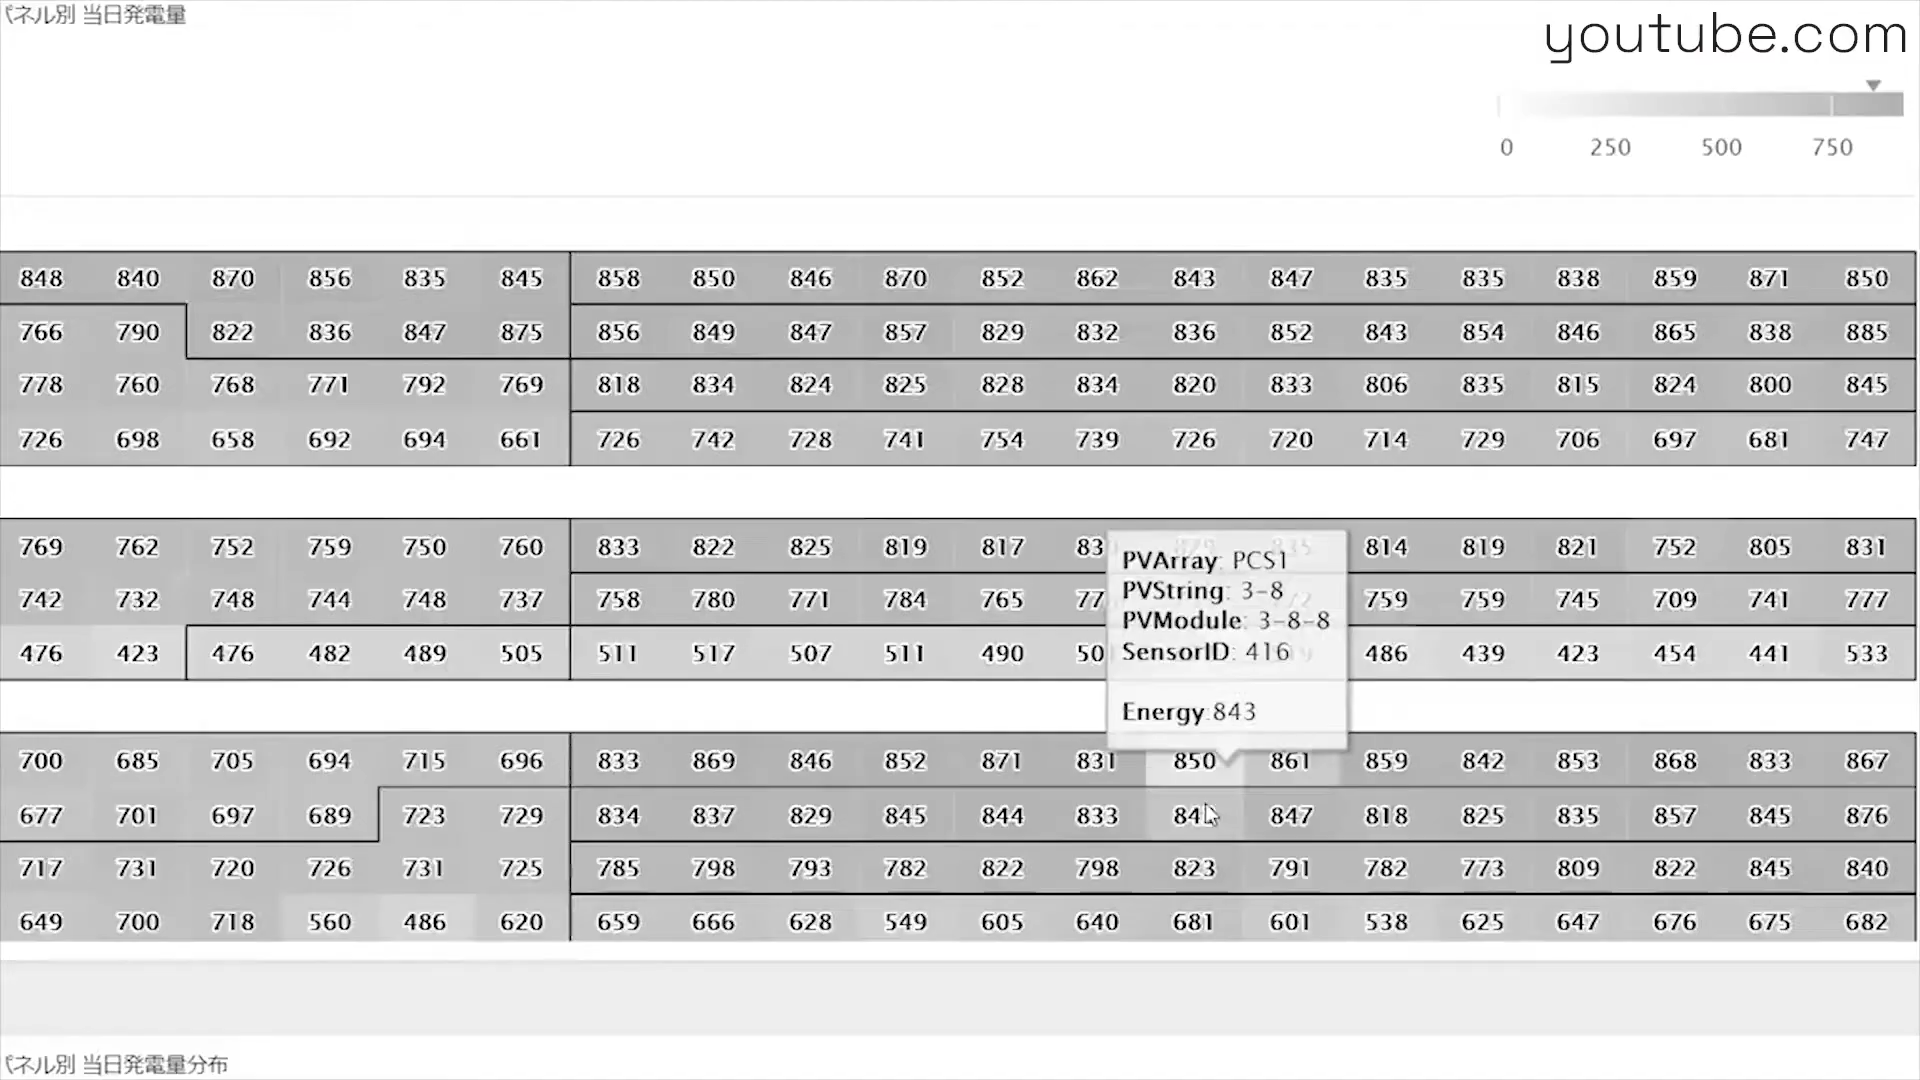 パネル別 当日発電量
youtube.com
0 250 500 750
848 840 870 856 835 845 858 850 846 870 852 862 843 847 835 835 838 859 871 850
766 790 822 836 847 875 856 849 847 857 829 832 836 852 843 854 846 865 838 885
778 760 768 771 792 769 818 834 824 825 828 834 820 833 806 835 815 824 800 845
726 698 658 692 694 661 726 742 728 741 754 739 726 720 714 729 706 697 681 747
769 762 752 759 750 760 833 822 825 819 817 814 819 821 752 805 831
742 732 748 744 748 737 758 780 771 784 765 759 759 745 709 741 777
476 423 476 482 489 505 511 517 507 511 490 486 439 423 454 441 533
PVArray: PCS1
PVString: 3-8
PVModule: 3-8-8
SensorID: 416
Energy:843
700 685 705 694 715 696 833 869 846 852 871 831 850 861 859 842 853 868 833 867
677 701 697 689 723 729 834 837 829 845 844 833 847 818 825 835 857 845 876
717 731 720 726 731 725 785 798 793 782 822 798 823 791 782 773 809 822 845 840
649 700 718 560 486 620 659 666 628 549 605 640 681 601 538 625 647 676 675 682
パネル別 当日発電量分布